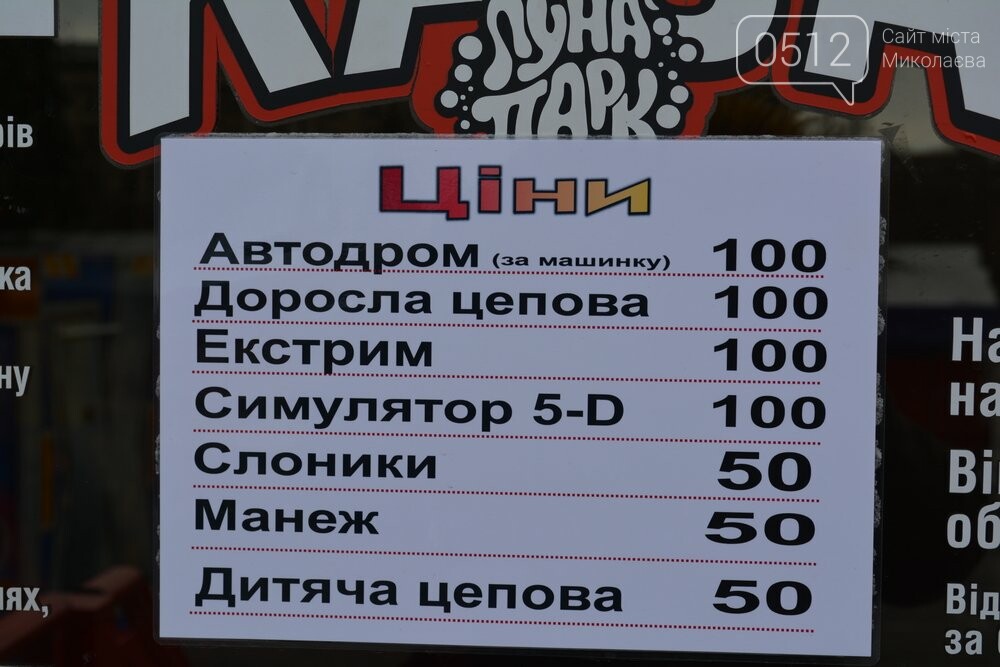 ЛУНА
ПАРК
0512 Сайт міста
Миколаєва
Ціни
Автодром (за машинку) 100
Доросла цепова 100
Екстрим 100
Симулятор 5-D 100
Слоники 50
Манеж 50
Дитяча цепова 50